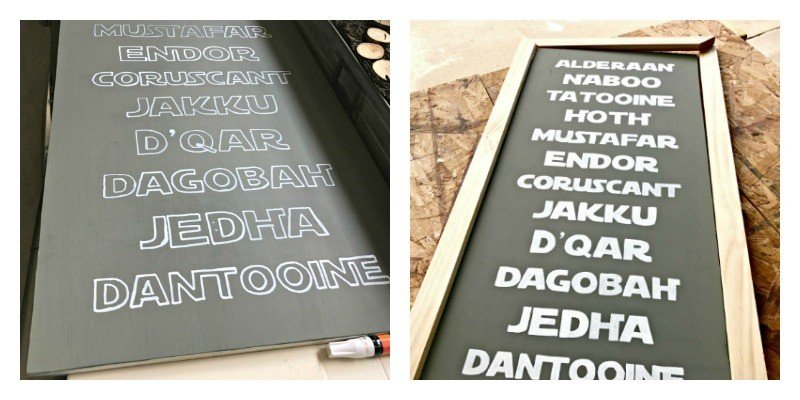 MUSTAFAR
ENDOR
CORUSCANT
JAKKU
D'QAR
DAGOBAH
JEDHA
DANTOOINE
ALDERAAN
NABOO
TATOOINE
HOTH
MUSTAFAR
ENDOR
CORUSCANT
JAKKU
D'QAR
DAGOBAH
JEDHA
DANTOOINE